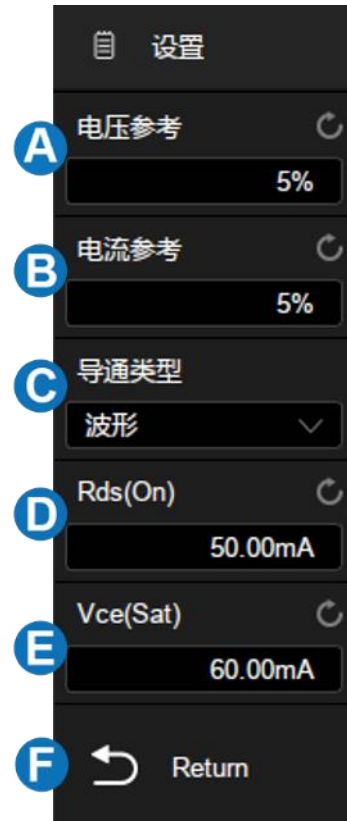 设置
A
电压参考
5%
B
电流参考
5%
C
导通类型
波形
D
Rds(On)
50.00mA
E
Vce(Sat)
60.00mA
F
Return